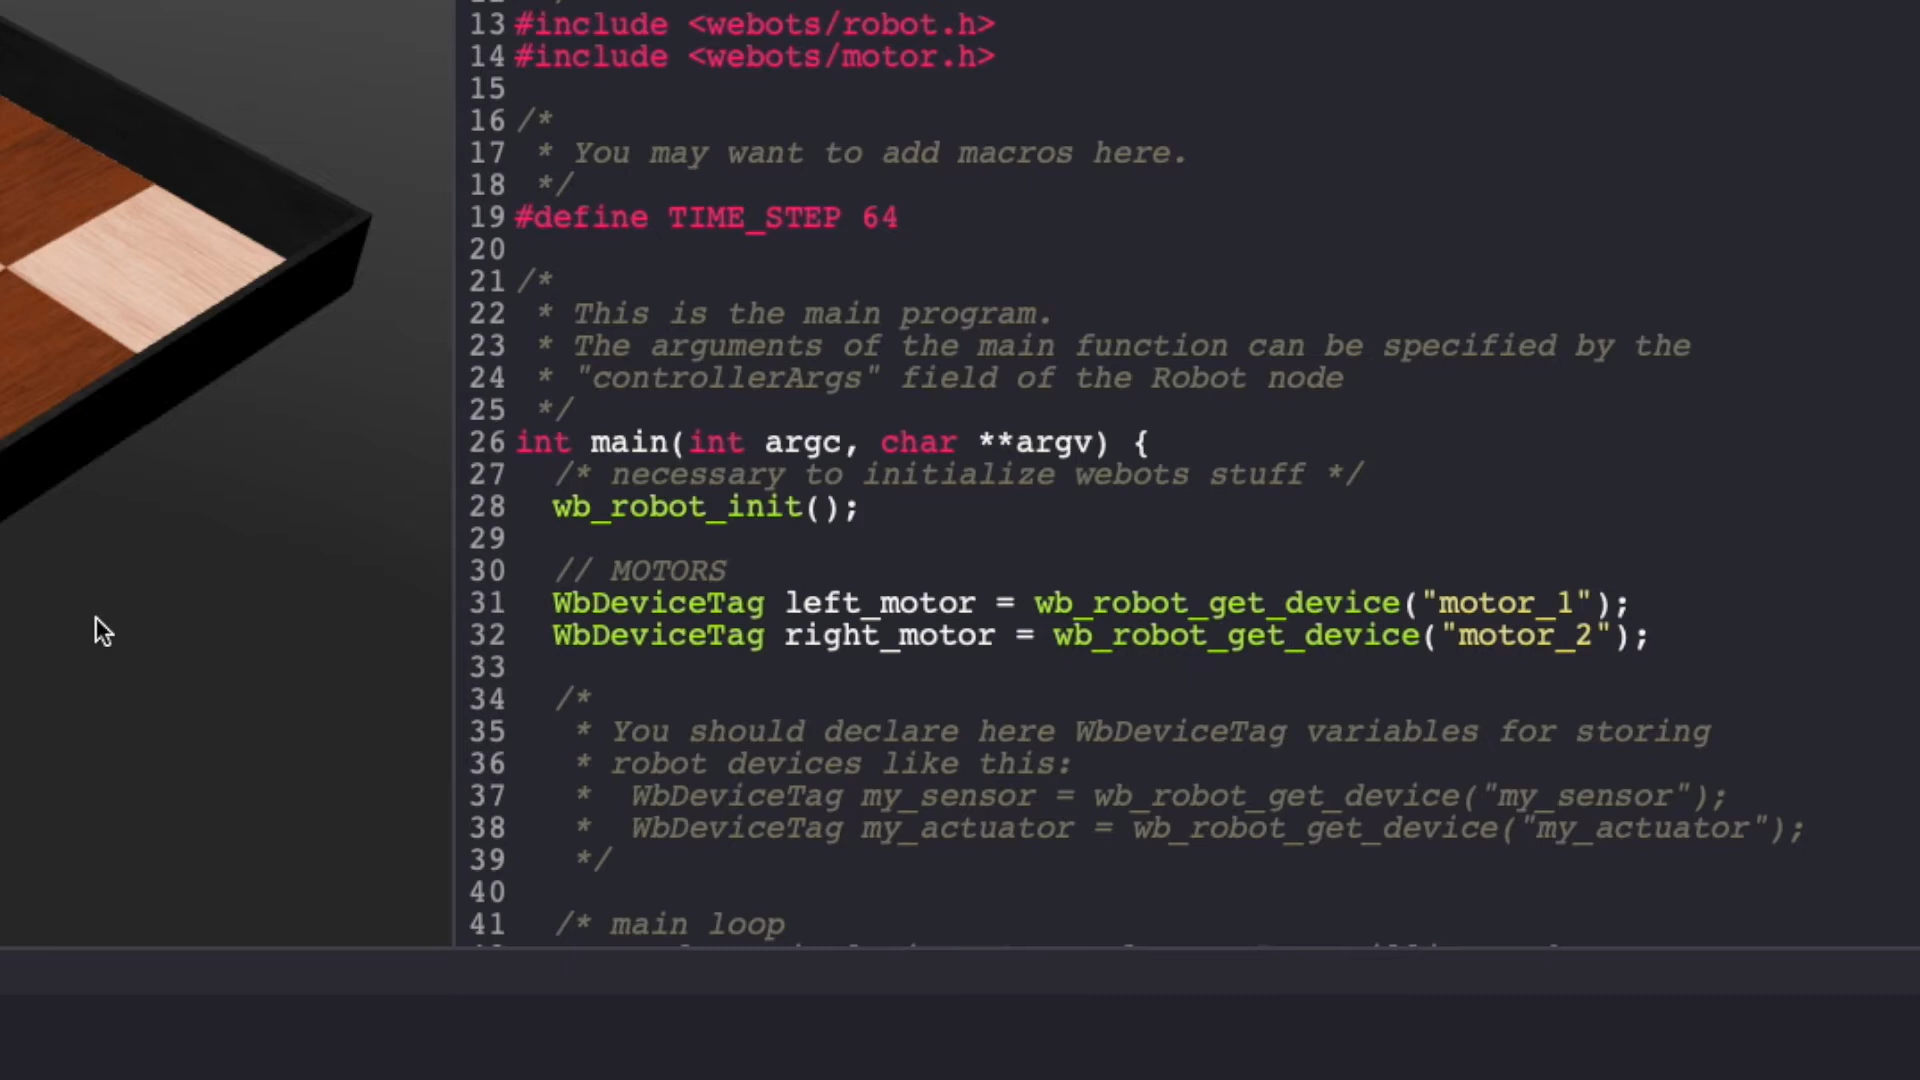 13 #include <webots/robot.h>
14 #include <webots/motor.h>
15
16 /*
17  * You may want to add macros here.
18  */
19 #define TIME_STEP 64
20
21 /*
22  * This is the main program.
23  * The arguments of the main function can be specified by the
24  * "controllerArgs" field of the Robot node
25  */
26 int main(int argc, char **argv) {
27   /* necessary to initialize webots stuff */
28   wb_robot_init();
29
30   // MOTORS
31   WbDeviceTag left_motor = wb_robot_get_device("motor_1");
32   WbDeviceTag right_motor = wb_robot_get_device("motor_2");
33
34   /*
35    * You should declare here WbDeviceTag variables for storing
36    * robot devices like this:
37    *  WbDeviceTag my_sensor = wb_robot_get_device("my_sensor");
38    *  WbDeviceTag my_actuator = wb_robot_get_device("my_actuator");
39    */
40
41   /* main loop